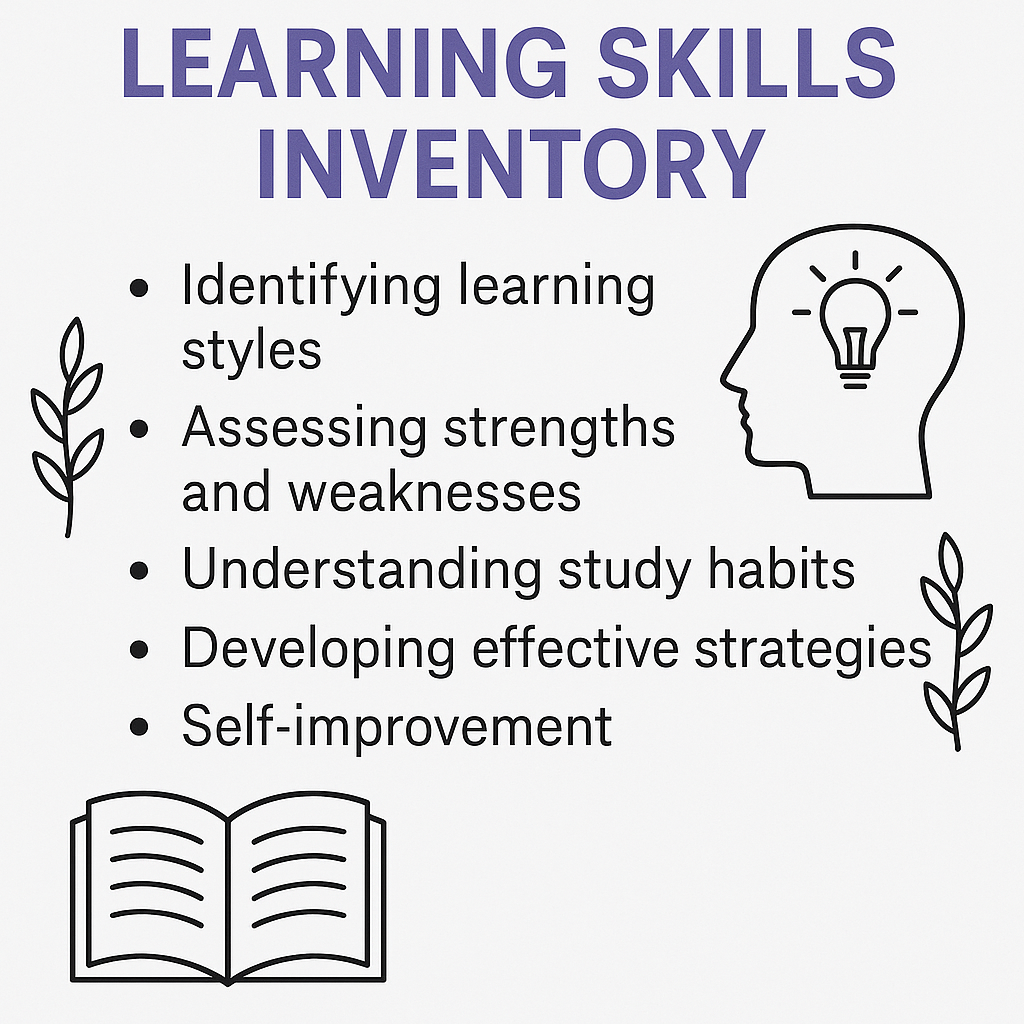 LEARNING SKILLS
INVENTORY
• Identifying learning
styles
• Assessing strengths
and weaknesses
• Understanding study habits
• Developing effective strategies
• Self-improvement